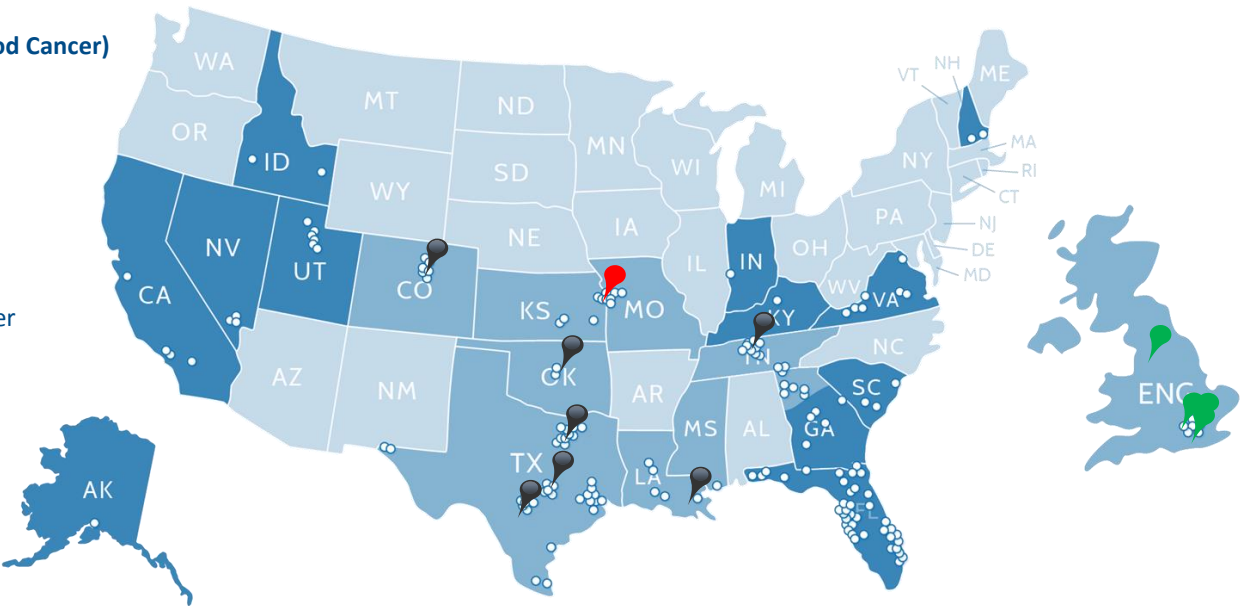 od Cancer)
er
WA
OR
ID
MT
WY
ND
SD
NE
MN
IA
WI
IL
MI
IN
OH
PA
NY
VT
NH
ME
MA
RI
CT
NJ
DE
MD
WV
VA
KY
NC
TN
SC
GA
AL
MS
AR
MO
KS
CO
UT
NV
CA
AZ
NM
OK
TX
LA
FL
AK
ENG